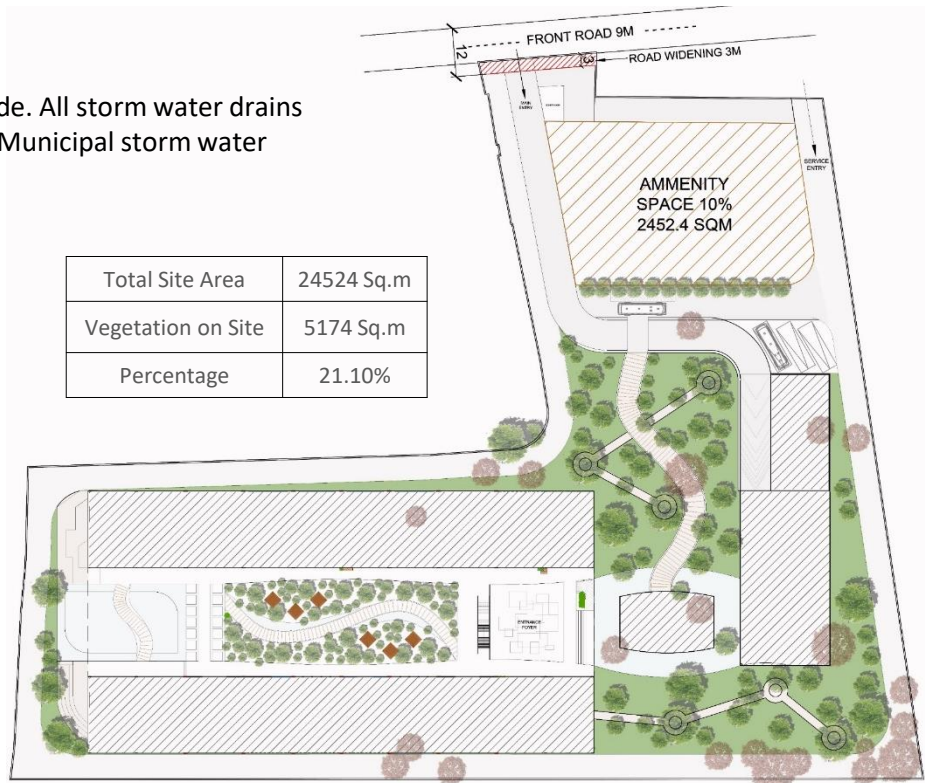 FRONT ROAD 9M
12
3
ROAD WIDENING 3M
de. All storm water drains
Municipal storm water
MAIN
ENTRY
SERVICE
ENTRY
AMMENITY
SPACE 10%
2452.4 SQM
Total Site Area 24524 Sq.m
Vegetation on Site 5174 Sq.m
Percentage 21.10%
ENTRANCE
FOYER